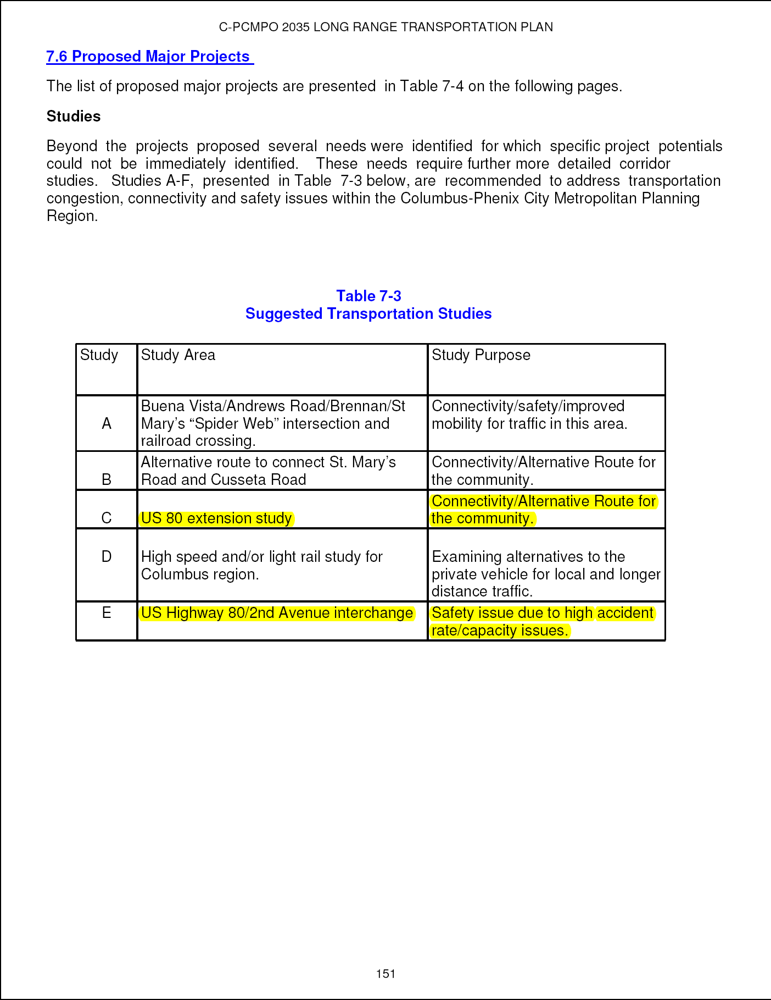 C-PCMPO 2035 LONG RANGE TRANSPORTATION PLAN
7.6 Proposed Major Projects
The list of proposed major projects are presented in Table 7-4 on the following pages.
Studies
Beyond the projects proposed several needs were identified for which specific project potentials
could not be immediately identified. These needs require further more detailed corridor
studies. Studies A-F, presented in Table 7-3 below, are recommended to address transportation
congestion, connectivity and safety issues within the Columbus-Phenix City Metropolitan Planning
Region.
Table 7-3
Suggested Transportation Studies
Study Study Area Study Purpose
Buena Vista/Andrews Road/Brennan/St Connectivity/safety/improved
A Mary’s “Spider Web” intersection and mobility for traffic in this area.
railroad crossing.
Alternative route to connect St. Mary’s Connectivity/Alternative Route for
B Road and Cusseta Road the community.
Connectivity/Alternative Route for
C US 80 extension study the community.
D High speed and/or light rail study for Examining alternatives to the
Columbus region. private vehicle for local and longer
distance traffic.
E US Highway 80/2nd Avenue interchange Safety issue due to high accident
rate/capacity issues.
151